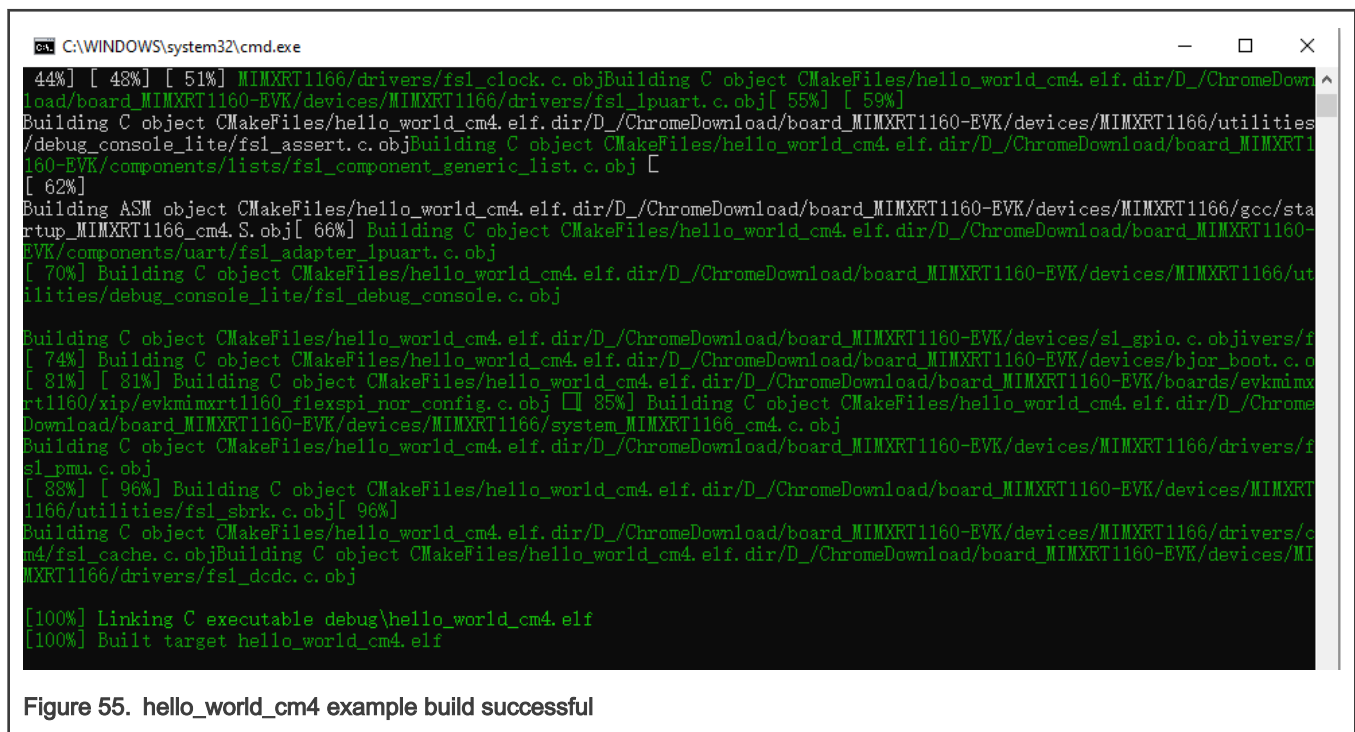 C:\WINDOWS\system32\cmd.exe
44%] [ 48%] [ 51%] MIMXRT1166/drivers/fsl_clock.c.objBuilding C object CMakeFiles/hello_world_cm4.elf.dir/D_/ChromeDown
load/board_MIMXRT1160-EVK/devices/MIMXRT1166/drivers/fsl_lpuart.c.obj[ 55%] [ 59%]
Building C object CMakeFiles/hello_world_cm4.elf.dir/D_/ChromeDownload/board_MIMXRT1160-EVK/devices/MIMXRT1166/utilities
/debug_console_lite/fsl_assert.c.objBuilding C object CMakeFiles/hello_world_cm4.elf.dir/D_/ChromeDownload/board_MIMXRT1
160-EVK/components/lists/fsl_component_generic_list.c.obj [
[ 62%]
Building ASM object CMakeFiles/hello_world_cm4.elf.dir/D_/ChromeDownload/board_MIMXRT1160-EVK/devices/MIMXRT1166/gcc/sta
rtup_MIMXRT1166_cm4.S.obj[ 66%] Building C object CMakeFiles/hello_world_cm4.elf.dir/D_/ChromeDownload/board_MIMXRT1160-
EVK/components/uart/fsl_adapter_lpuart.c.obj
[ 70%] Building C object CMakeFiles/hello_world_cm4.elf.dir/D_/ChromeDownload/board_MIMXRT1160-EVK/devices/MIMXRT1166/ut
ilities/debug_console_lite/fsl_debug_console.c.obj
Building C object CMakeFiles/hello_world_cm4.elf.dir/D_/ChromeDownload/board_MIMXRT1160-EVK/devices/sl_gpio.c.objivers/f
[ 74%] Building C object CMakeFiles/hello_world_cm4.elf.dir/D_/ChromeDownload/board_MIMXRT1160-EVK/devices/bjor_boot.c.o
[ 81%] [ 81%] Building C object CMakeFiles/hello_world_cm4.elf.dir/D_/ChromeDownload/board_MIMXRT1160-EVK/boards/evkmimx
rt1160/xip/evkmimxrt1160_flexspi_nor_config.c.obj [ 85%] Building C object CMakeFiles/hello_world_cm4.elf.dir/D_/Chrome
Download/board_MIMXRT1160-EVK/devices/MIMXRT1166/system_MIMXRT1166_cm4.c.obj
Building C object CMakeFiles/hello_world_cm4.elf.dir/D_/ChromeDownload/board_MIMXRT1160-EVK/devices/MIMXRT1166/drivers/f
sl_pmu.c.obj
[ 88%] [ 96%] Building C object CMakeFiles/hello_world_cm4.elf.dir/D_/ChromeDownload/board_MIMXRT1160-EVK/devices/MIMXRT
1166/utilities/fsl_sbrk.c.obj[ 96%]
Building C object CMakeFiles/hello_world_cm4.elf.dir/D_/ChromeDownload/board_MIMXRT1160-EVK/devices/MIMXRT1166/drivers/c
m4/fsl_cache.c.objBuilding C object CMakeFiles/hello_world_cm4.elf.dir/D_/ChromeDownload/board_MIMXRT1160-EVK/devices/MI
MXRT1166/drivers/fsl_dcdc.c.obj
[100%] Linking C executable debug\hello_world_cm4.elf
[100%] Built target hello_world_cm4.elf
Figure 55. hello_world_cm4 example build successful